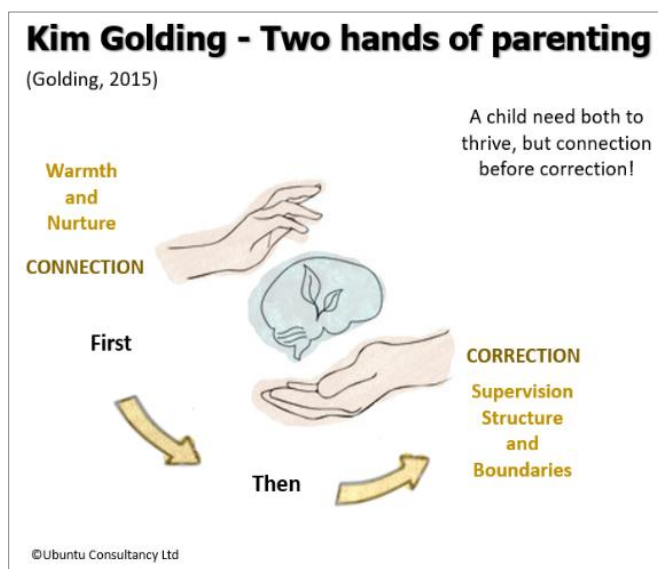 Kim Golding - Two hands of parenting
(Golding, 2015)
A child need both to
thrive, but connection
before correction!
Warmth
and
Nurture
CONNECTION
First
Then
CORRECTION
Supervision
Structure
and
Boundaries
©Ubuntu Consultancy Ltd